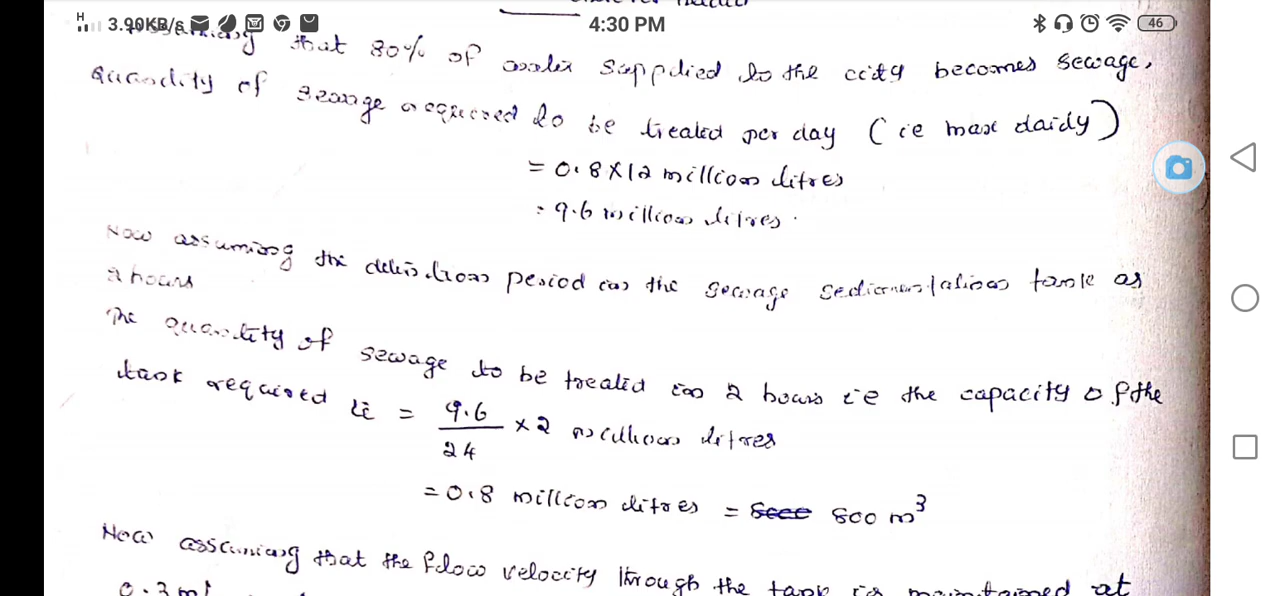 3.90KB/s 4:30 PM 46
that 80% of water supplied to the city becomes sewage,
quantity of sewage required to be treated per day (ie max daily)
= 0.8 X 12 million litres
= 9.6 million litres.
Now assuming the detention period in the sewage sedimentation tank as
2 hours
The quantity of sewage to be treated in 2 hours ie the capacity of the
tank required ie = 9.6/24 × 2 million litres
= 0.8 million litres = 800 m³
Now assuming that the flow velocity through the tank is maintained at